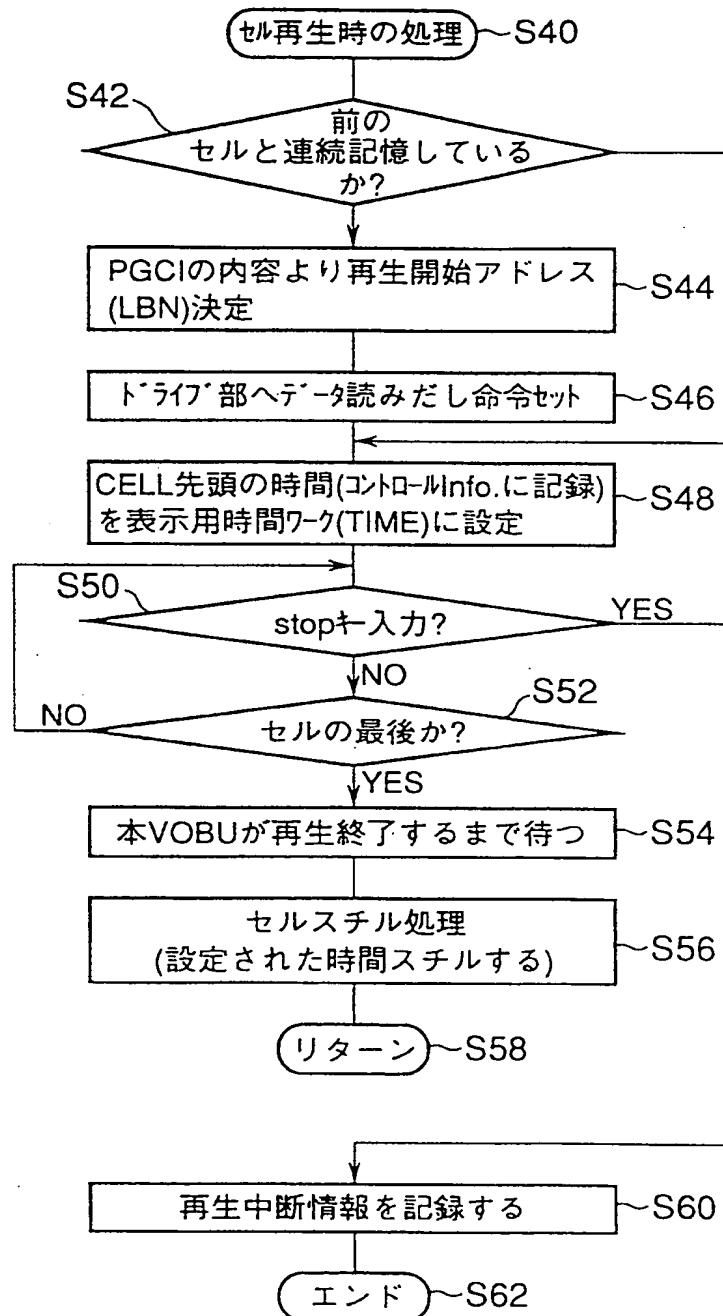 ｾﾙ再生時の処理
S40
S42
前の
セルと連続記憶している
か?
PGCIの内容より再生開始アドレス
(LBN)決定
S44
ﾄﾞﾗｲﾌﾞ部へﾃﾞｰﾀ読みだし命令ｾｯﾄ
S46
CELL先頭の時間(ｺﾝﾄﾛｰﾙInfo.に記録)
を表示用時間ﾜｰｸ(TIME)に設定
S48
S50
stopｷｰ入力?
YES
NO
S52
NO
セルの最後か?
YES
本VOBUが再生終了するまで待つ
S54
セルスチル処理
(設定された時間スチルする)
S56
リターン
S58
再生中断情報を記録する
S60
エンド
S62